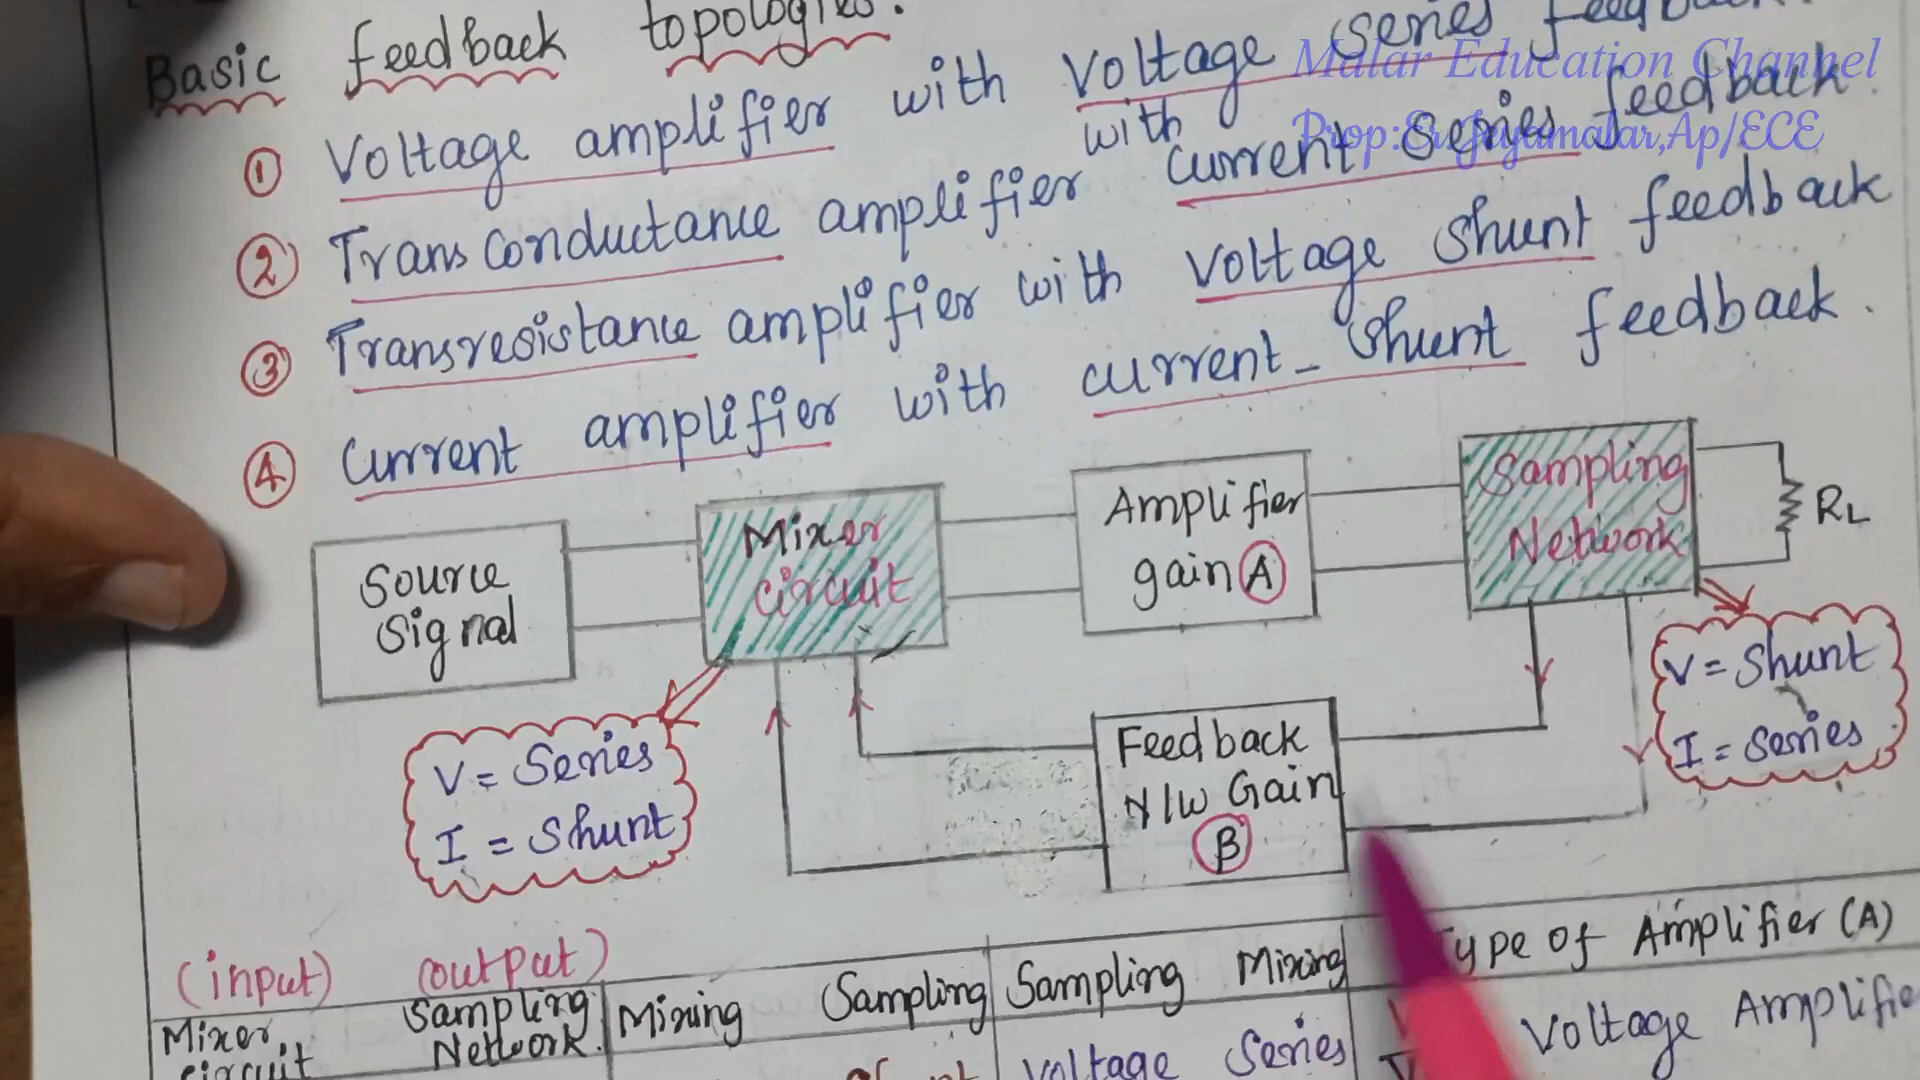 Basic feedback topologies.
① Voltage amplifier with Voltage series feedback.
② Transconductance amplifier with current series feedback.
③ Transresistance amplifier with voltage shunt feedback
④ Current amplifier with current-shunt feedback.
Malar Education Channel
Source Signal
Mixer circuit
Amplifier gain A
Sampling Network
RL
V = Series
I = Shunt
Feedback N/W Gain β
V = Shunt
I = Series
(input) (output)
Mixer circuit
Sampling Network.
Mixing Sampling
Sampling Mixing
Type of Amplifier (A)
Voltage Series
Voltage